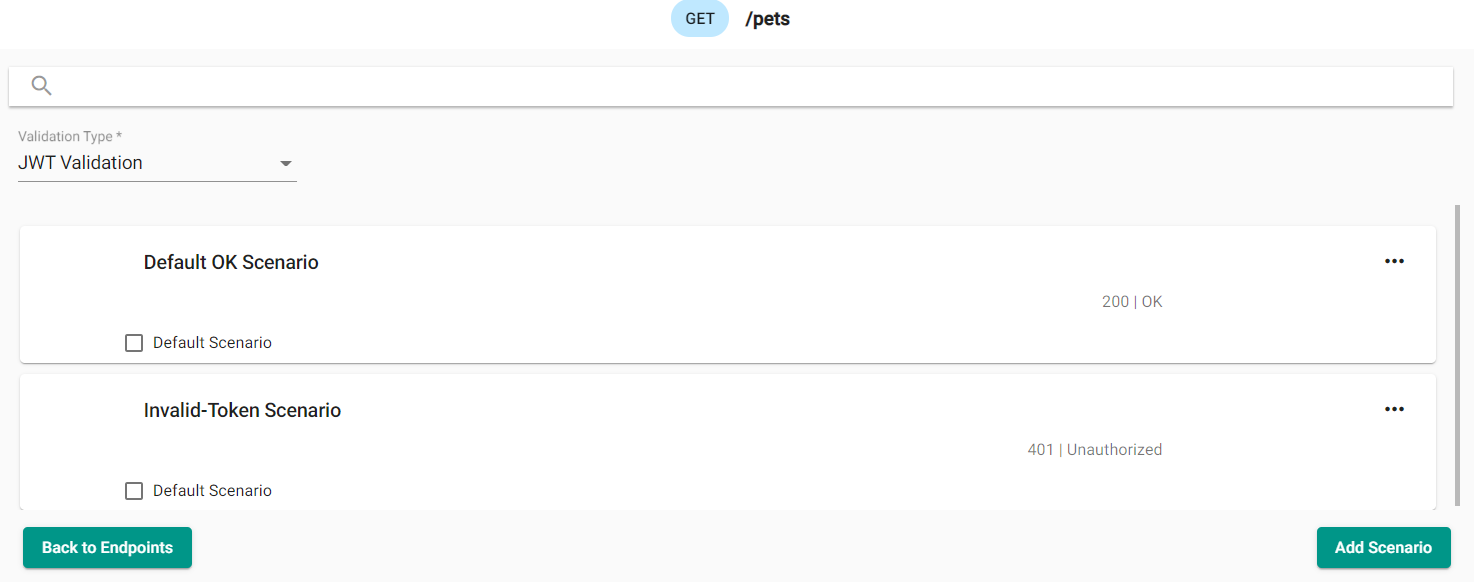 GET /pets
Validation Type *
JWT Validation
Default OK Scenario
200 | OK
Default Scenario
Invalid-Token Scenario
401 | Unauthorized
Default Scenario
Back to Endpoints
Add Scenario